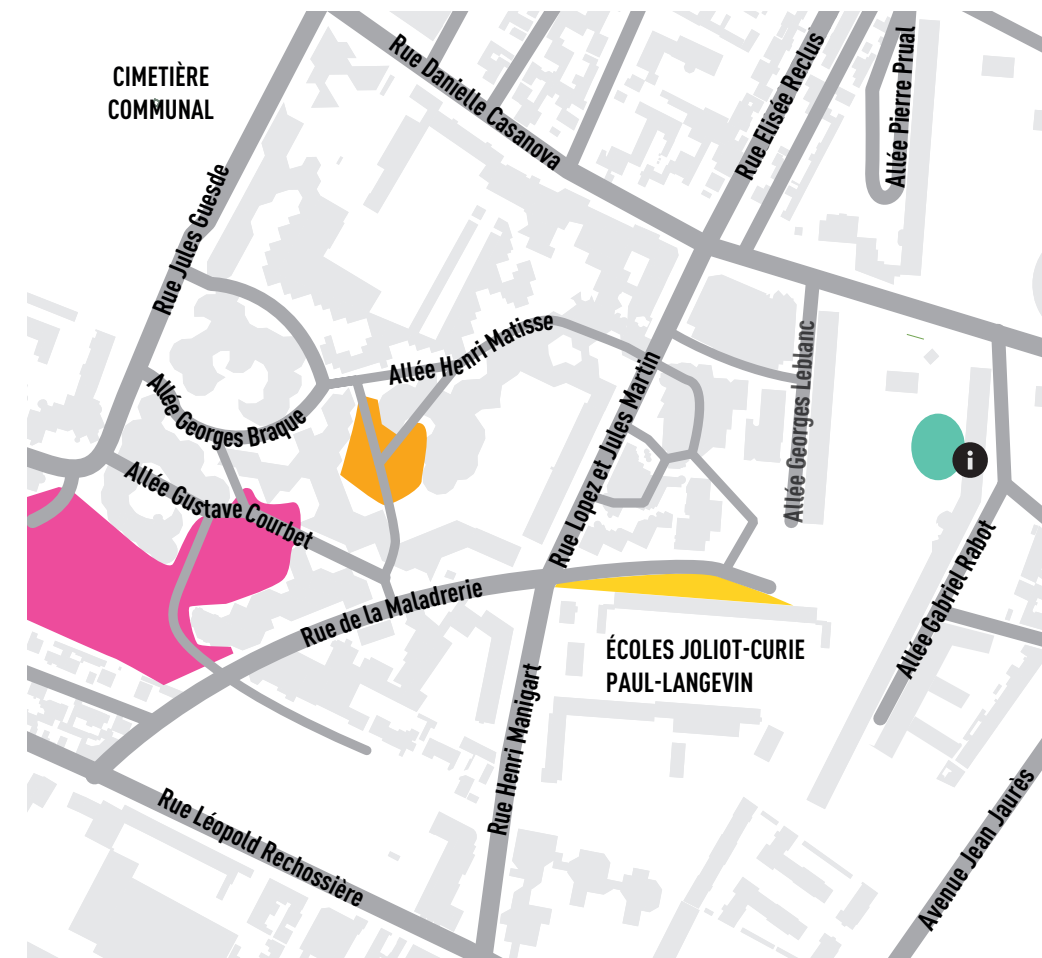 CIMETIÈRE
COMMUNAL
Rue Danielle Casanova
Rue Elisée Reclus
Allée Pierre Prual
Rue Jules Guesde
Allée Henri Matisse
Allée Georges Braque
Rue Lopez et Jules Martin
Allée Georges Leblanc
i
Allée Gustave Courbet
Rue de la Maladrerie
Allée Gabriel Rabot
ÉCOLES JOLIOT-CURIE
PAUL-LANGEVIN
Rue Henri Manigart
Rue Léopold Rechossière
Avenue Jean Jaurès